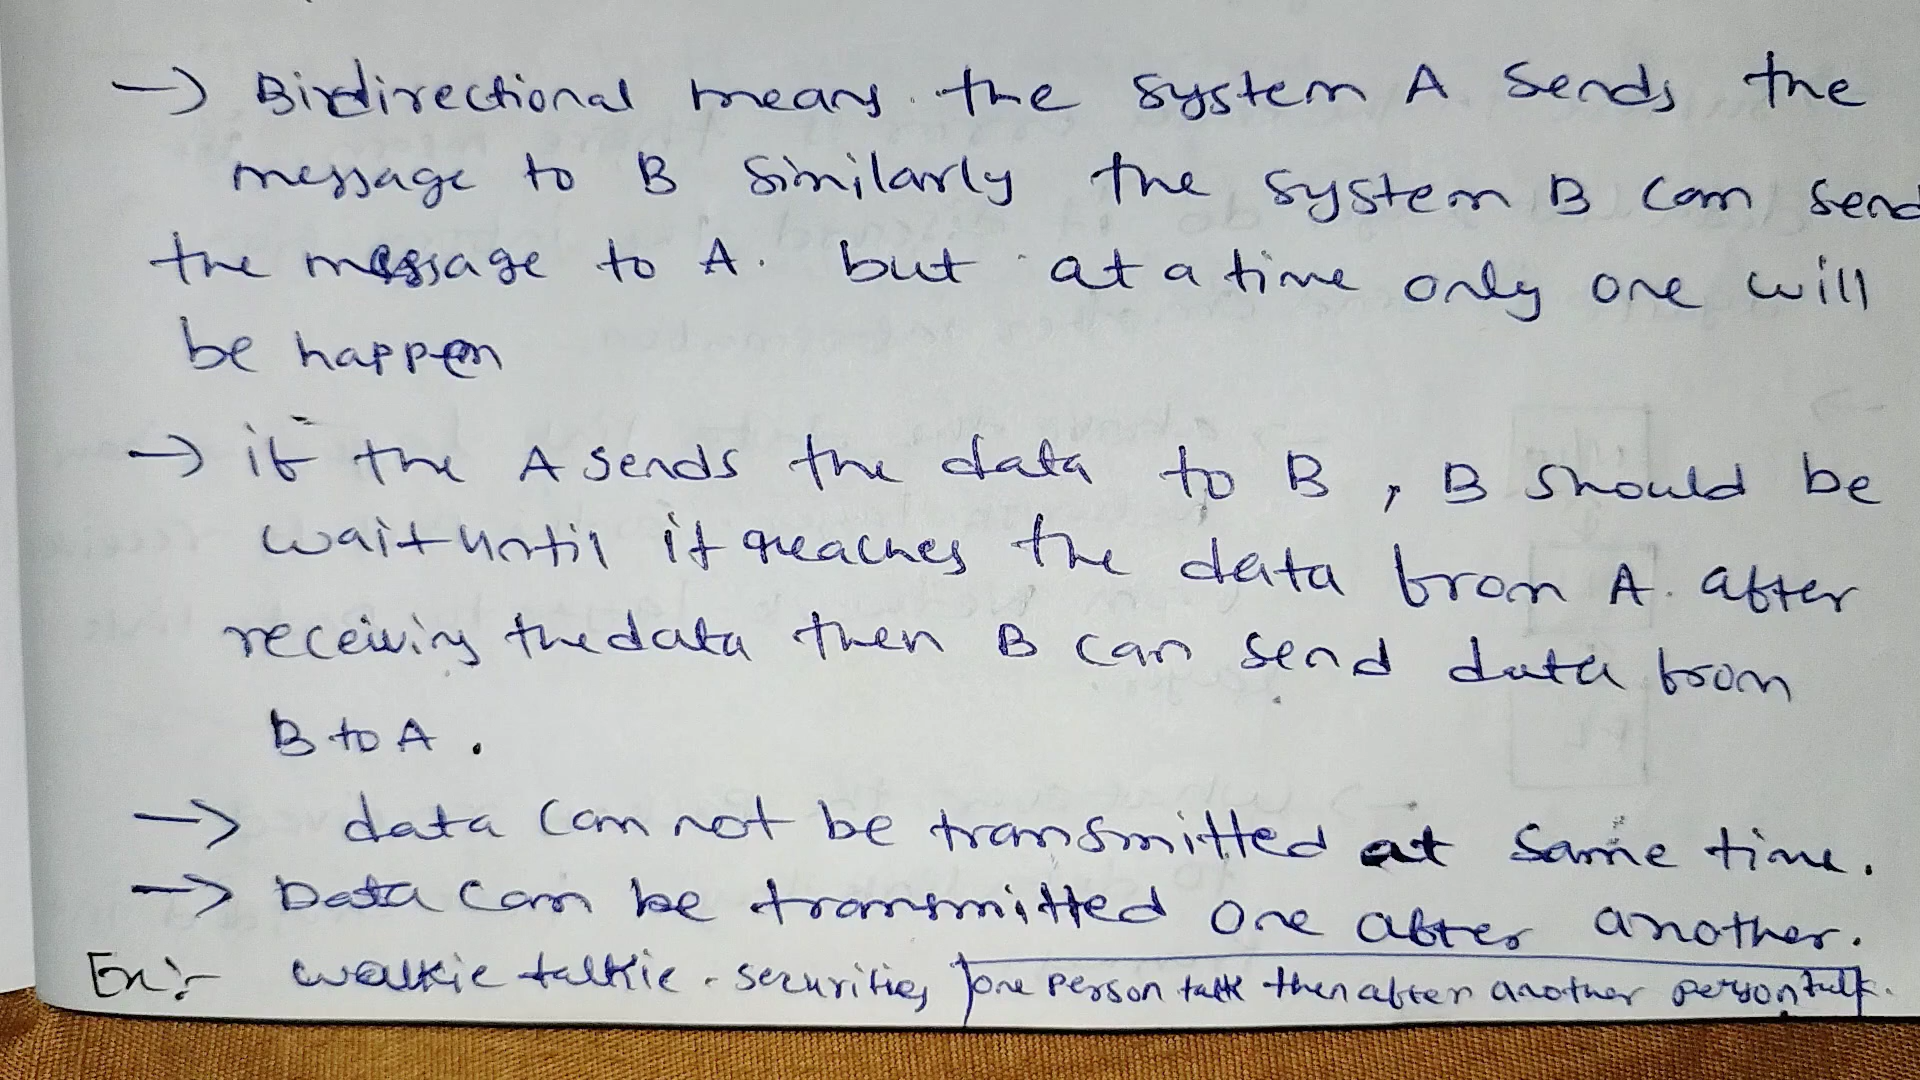 → Birdirectional means the system A sends the
message to B similarly the system B can send
the message to A. but at a time only one will
be happen
→ if the A sends the data to B, B should be
wait until it reaches the data from A. after
receiving the data then B can send data from
B to A.
→ data can not be transmitted at same time.
→ Data can be transmitted one after another.
Ex:- walkie talkie - securities one person talk then after another person talk.